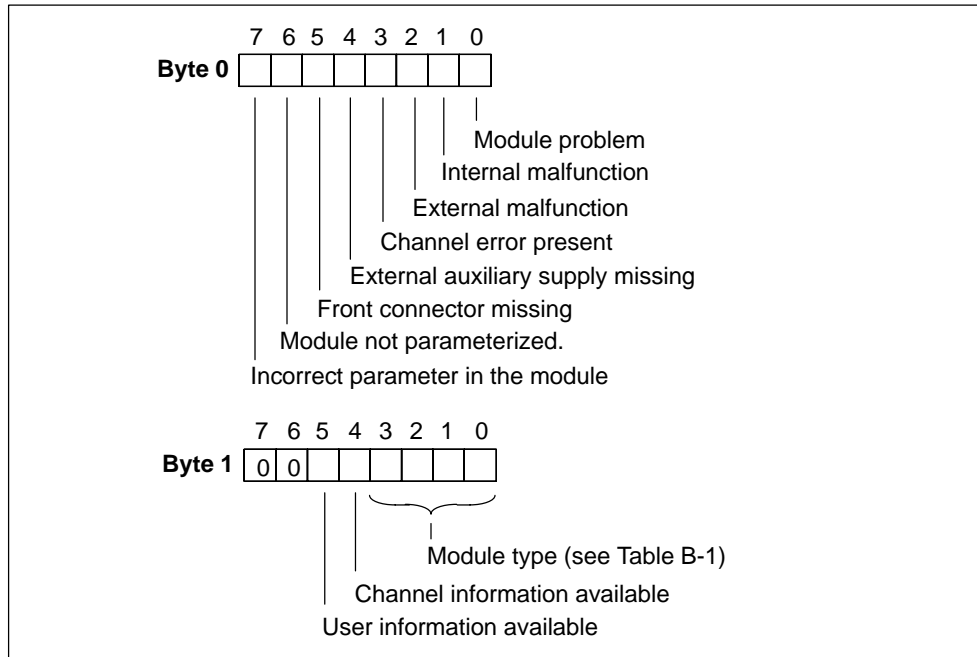 7 6 5 4 3 2 1 0
Byte 0
Module problem
Internal malfunction
External malfunction
Channel error present
External auxiliary supply missing
Front connector missing
Module not parameterized.
Incorrect parameter in the module
7 6 5 4 3 2 1 0
Byte 1 0 0
Module type (see Table B-1)
Channel information available
User information available